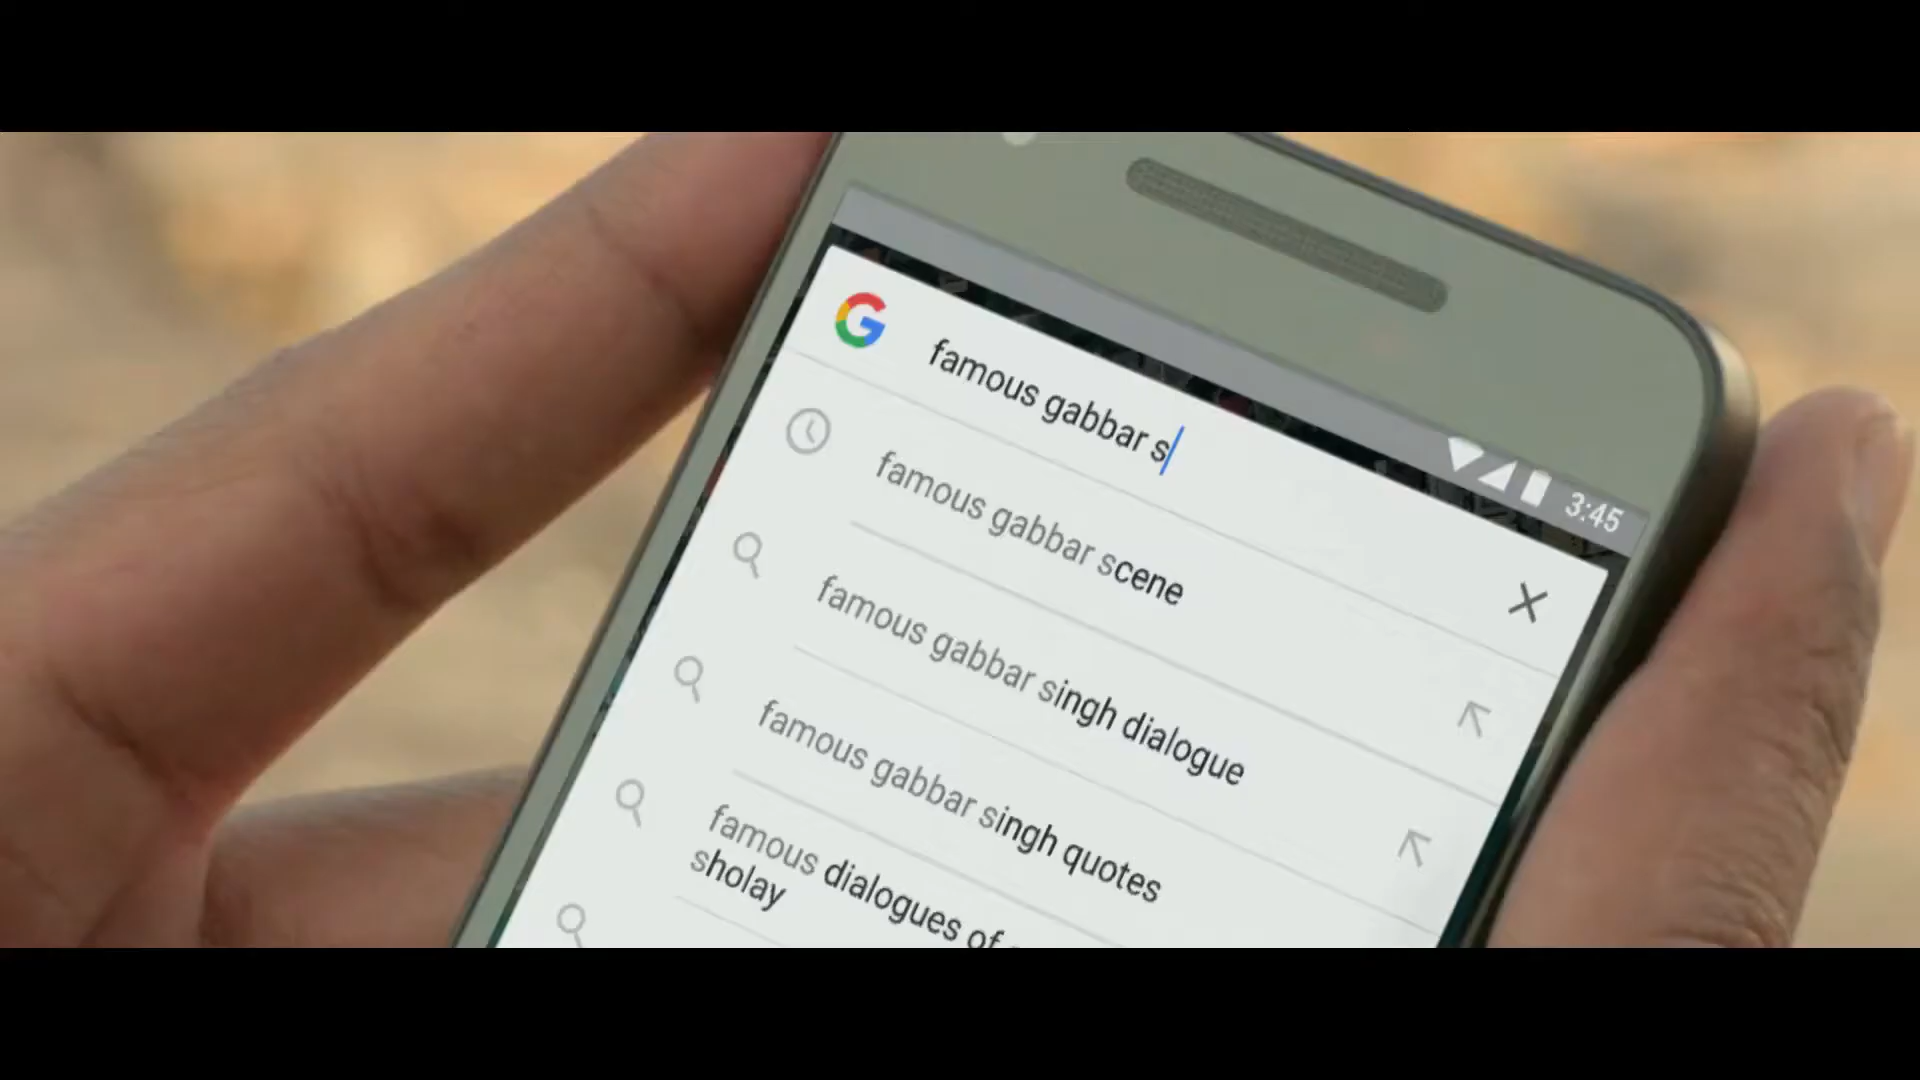 3:45
famous gabbar s
famous gabbar scene
famous gabbar singh dialogue
famous gabbar singh quotes
famous dialogues of
sholay